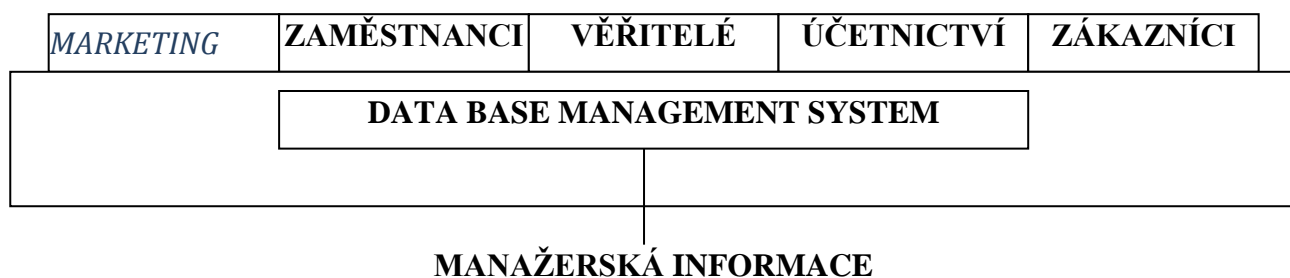 MARKETING ZAMĚSTNANCI VĚŘITELÉ ÚČETNICTVÍ ZÁKAZNÍCI
DATA BASE MANAGEMENT SYSTEM
MANAŽERSKÁ INFORMACE